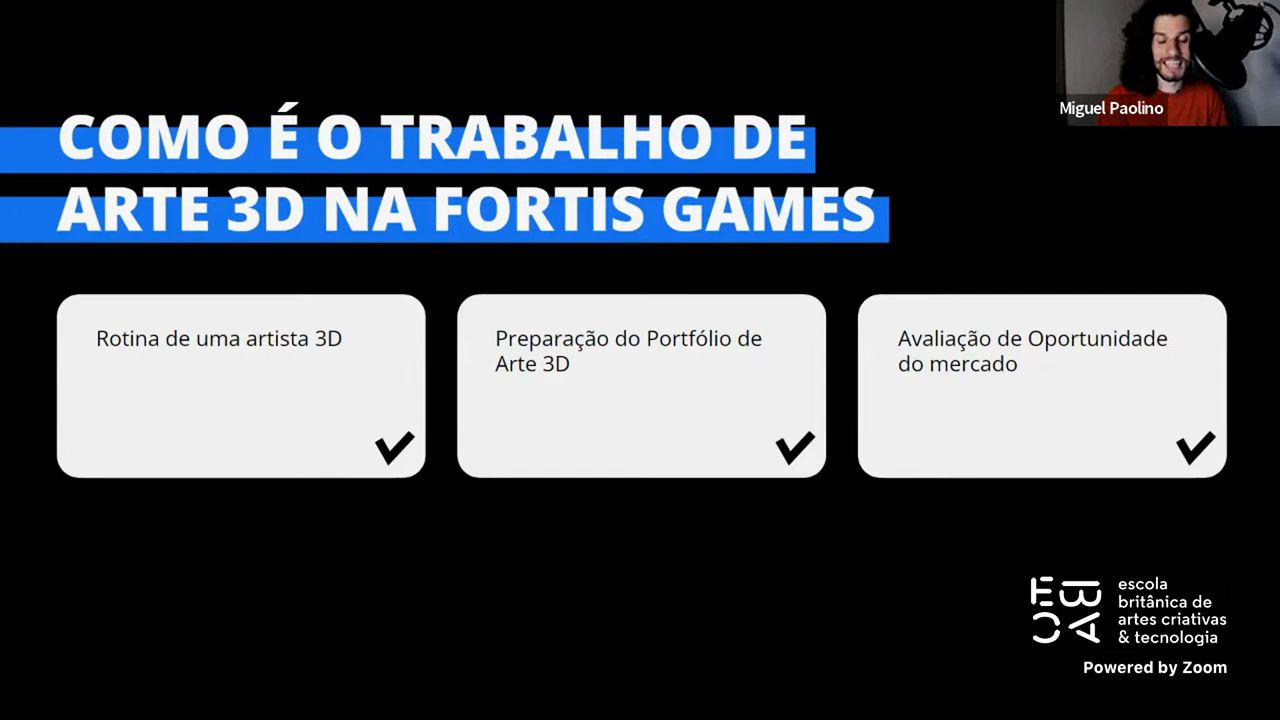 Miguel Paolino
COMO É O TRABALHO DE
ARTE 3D NA FORTIS GAMES
Rotina de uma artista 3D
Preparação do Portfólio de
Arte 3D
Avaliação de Oportunidade
do mercado
EBAC
escola
britânica de
artes criativas
& tecnologia
Powered by Zoom